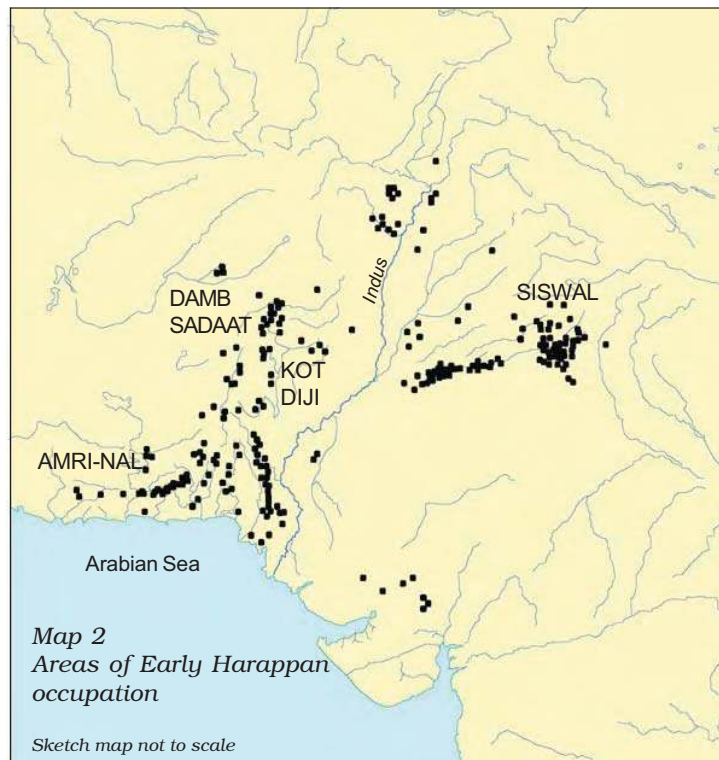 Indus
SISWAL
DAMB
SADAAT
KOT
DIJI
AMRI-NAL
Arabian Sea
Map 2
Areas of Early Harappan
occupation
Sketch map not to scale